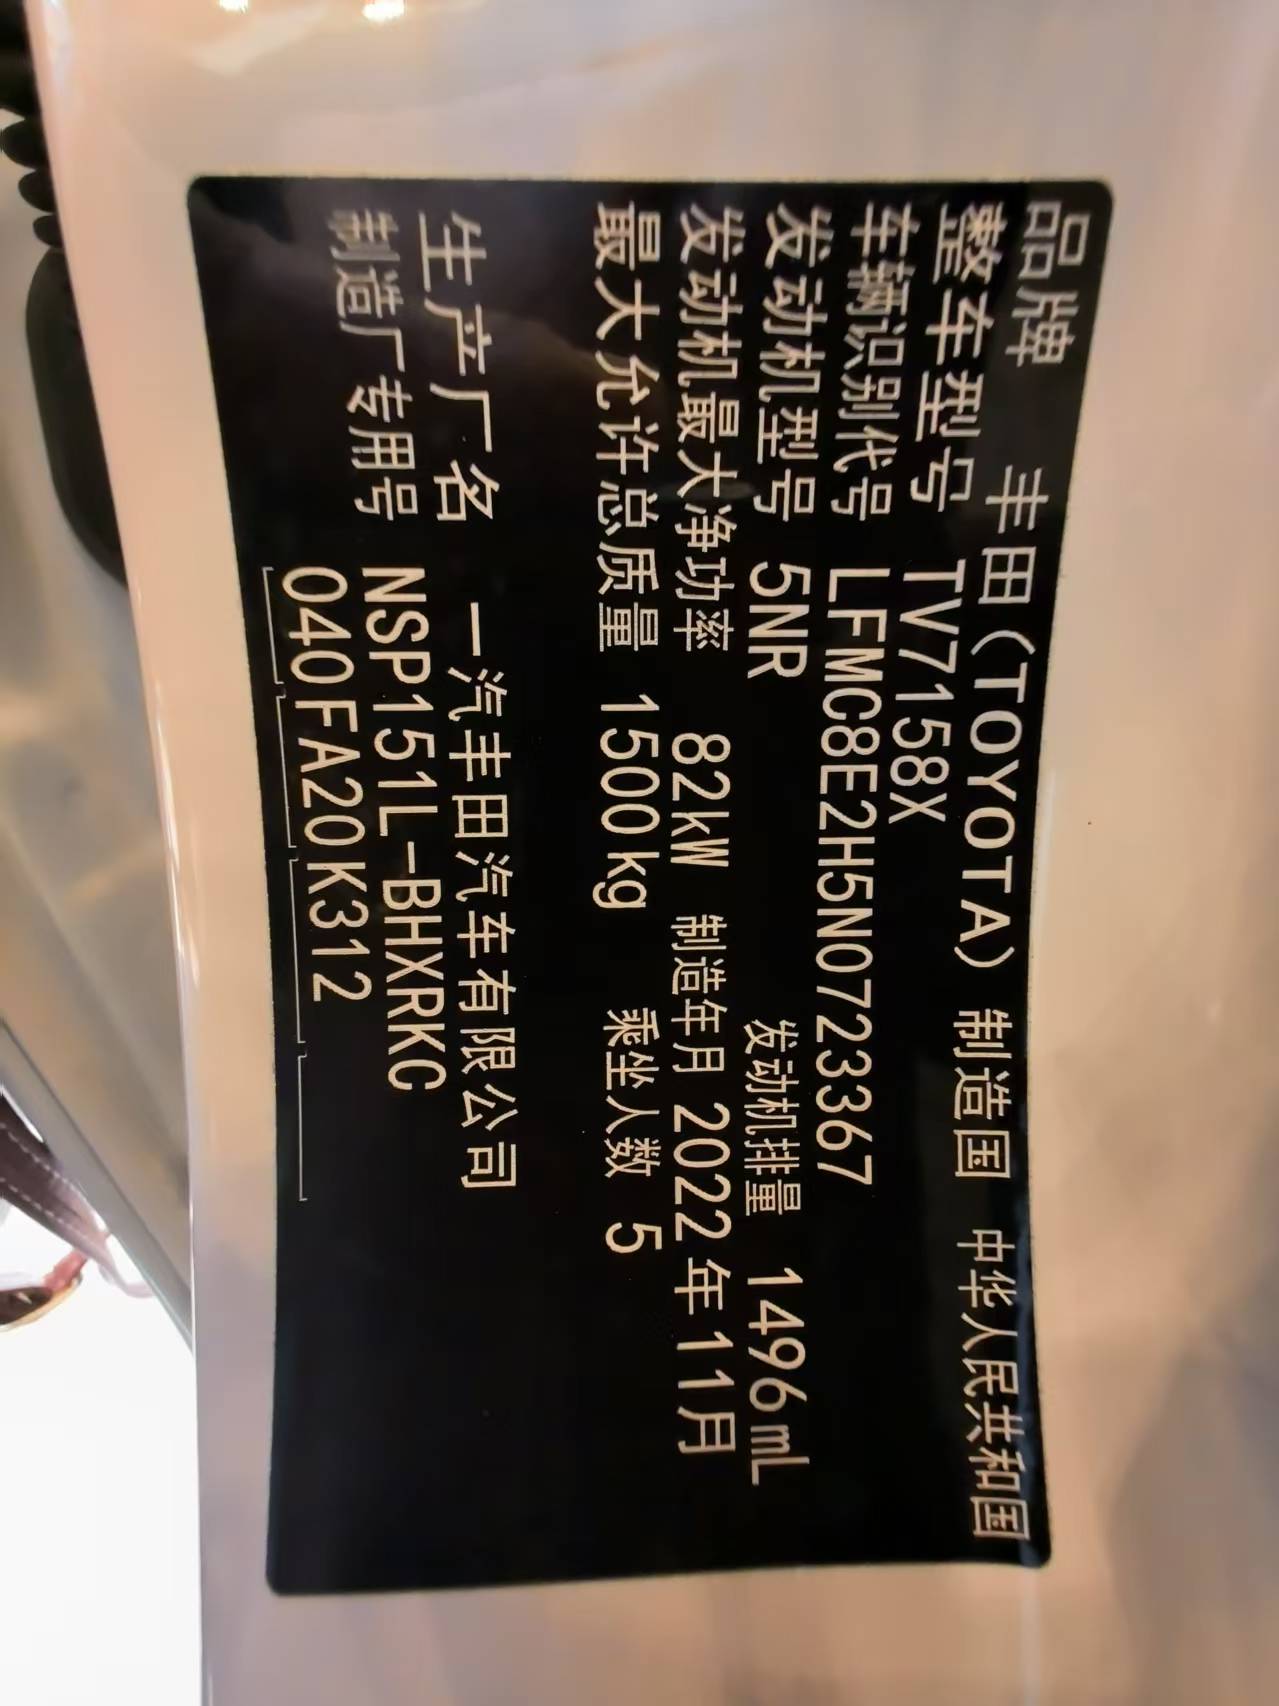 品牌 丰田(TOYOTA) 制造国 中华人民共和国
整车型号 TV7158X
车辆识别代号 LFMC8E2H5N0723367
发动机型号 5NR 发动机排量 1496mL
发动机最大净功率 82kW 制造年月 2022年11月
最大允许总质量 1500kg 乘坐人数 5
生产厂名 一汽丰田汽车有限公司
制造厂专用号 NSP151L-BHXRKC
040FA20K312